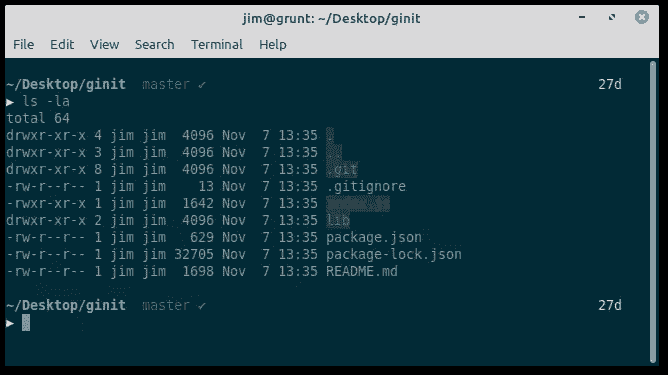 jim@grunt: ~/Desktop/ginit
File Edit View Search Terminal Help
~/Desktop/ginit master ✔ 27d
▶ ls -la
total 64
drwxr-xr-x 4 jim jim 4096 Nov 7 13:35 .
drwxr-xr-x 3 jim jim 4096 Nov 7 13:35 ..
drwxr-xr-x 8 jim jim 4096 Nov 7 13:35 .git
-rw-r--r-- 1 jim jim 13 Nov 7 13:35 .gitignore
-rwxr-xr-x 1 jim jim 1642 Nov 7 13:35
drwxr-xr-x 2 jim jim 4096 Nov 7 13:35 lib
-rw-r--r-- 1 jim jim 629 Nov 7 13:35 package.json
-rw-r--r-- 1 jim jim 32705 Nov 7 13:35 package-lock.json
-rw-r--r-- 1 jim jim 1698 Nov 7 13:35 README.md
~/Desktop/ginit master ✔ 27d
▶